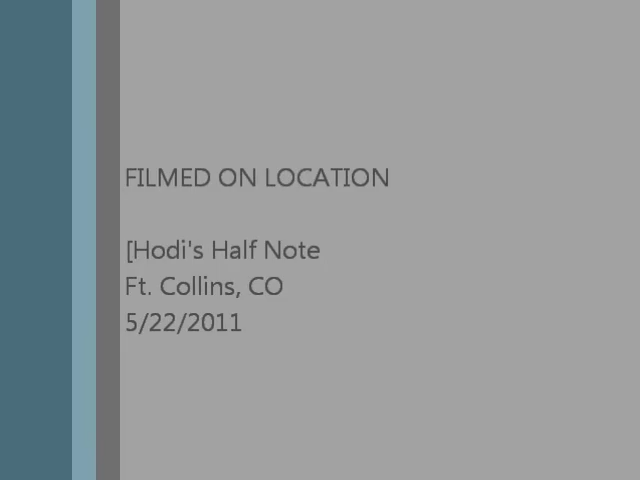 FILMED ON LOCATION
[Hodi's Half Note
Ft. Collins, CO
5/22/2011